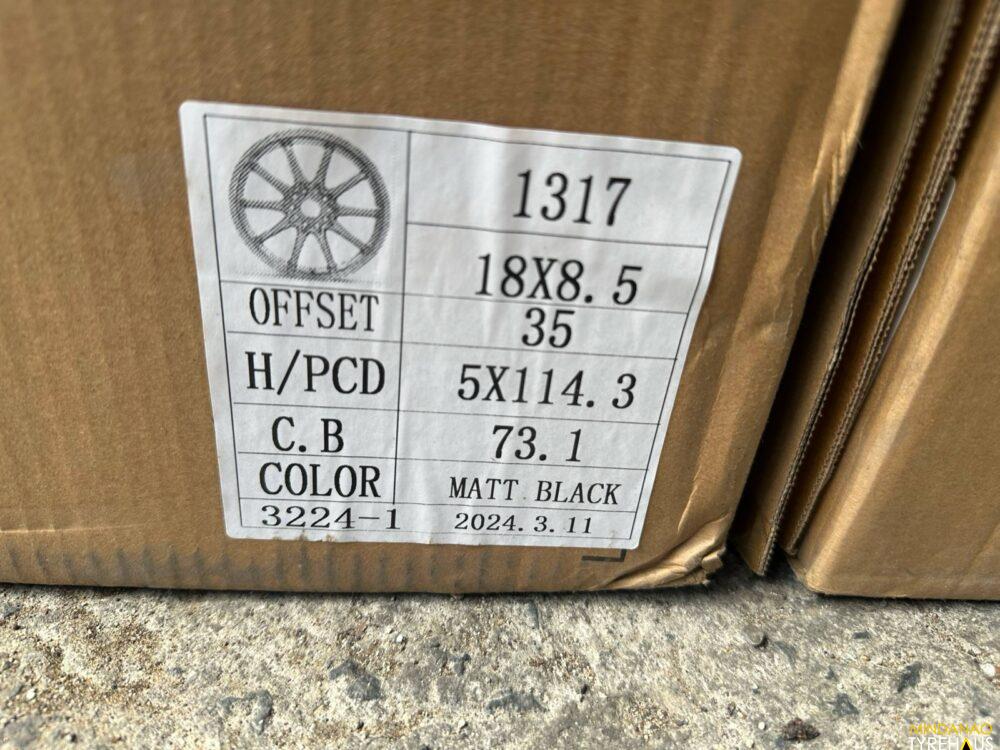 1317
18X8.5
OFFSET 35
H/PCD 5X114.3
C.B 73.1
COLOR MATT BLACK
3224-1 2024.3.11
MINDANAO
TYREHAUS